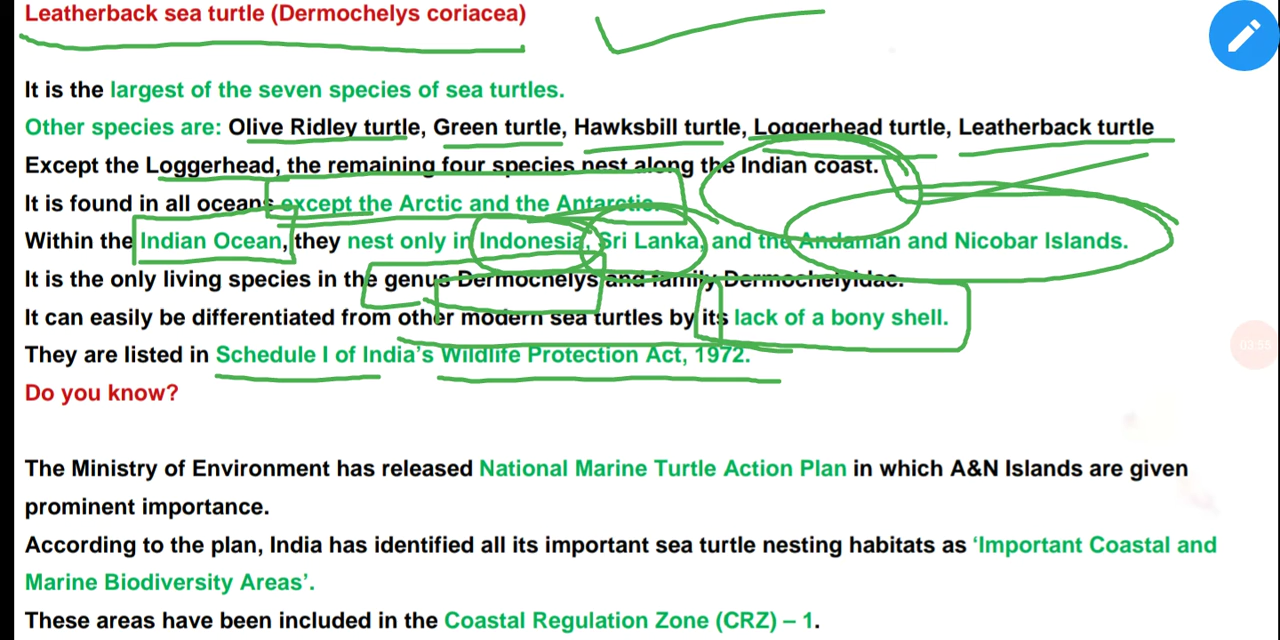 Leatherback sea turtle (Dermochelys coriacea)
It is the largest of the seven species of sea turtles.
Other species are: Olive Ridley turtle, Green turtle, Hawksbill turtle, Loggerhead turtle, Leatherback turtle
Except the Loggerhead, the remaining four species nest along the Indian coast.
It is found in all oceans except the Arctic and the Antarctic.
Within the Indian Ocean, they nest only in Indonesia, Sri Lanka, and the Andaman and Nicobar Islands.
It is the only living species in the genus Dermochelys and family Dermochelyidae.
It can easily be differentiated from other modern sea turtles by its lack of a bony shell.
They are listed in Schedule I of India's Wildlife Protection Act, 1972.
03:55
Do you know?
The Ministry of Environment has released National Marine Turtle Action Plan in which A&N Islands are given
prominent importance.
According to the plan, India has identified all its important sea turtle nesting habitats as ‘Important Coastal and
Marine Biodiversity Areas’.
These areas have been included in the Coastal Regulation Zone (CRZ) – 1.